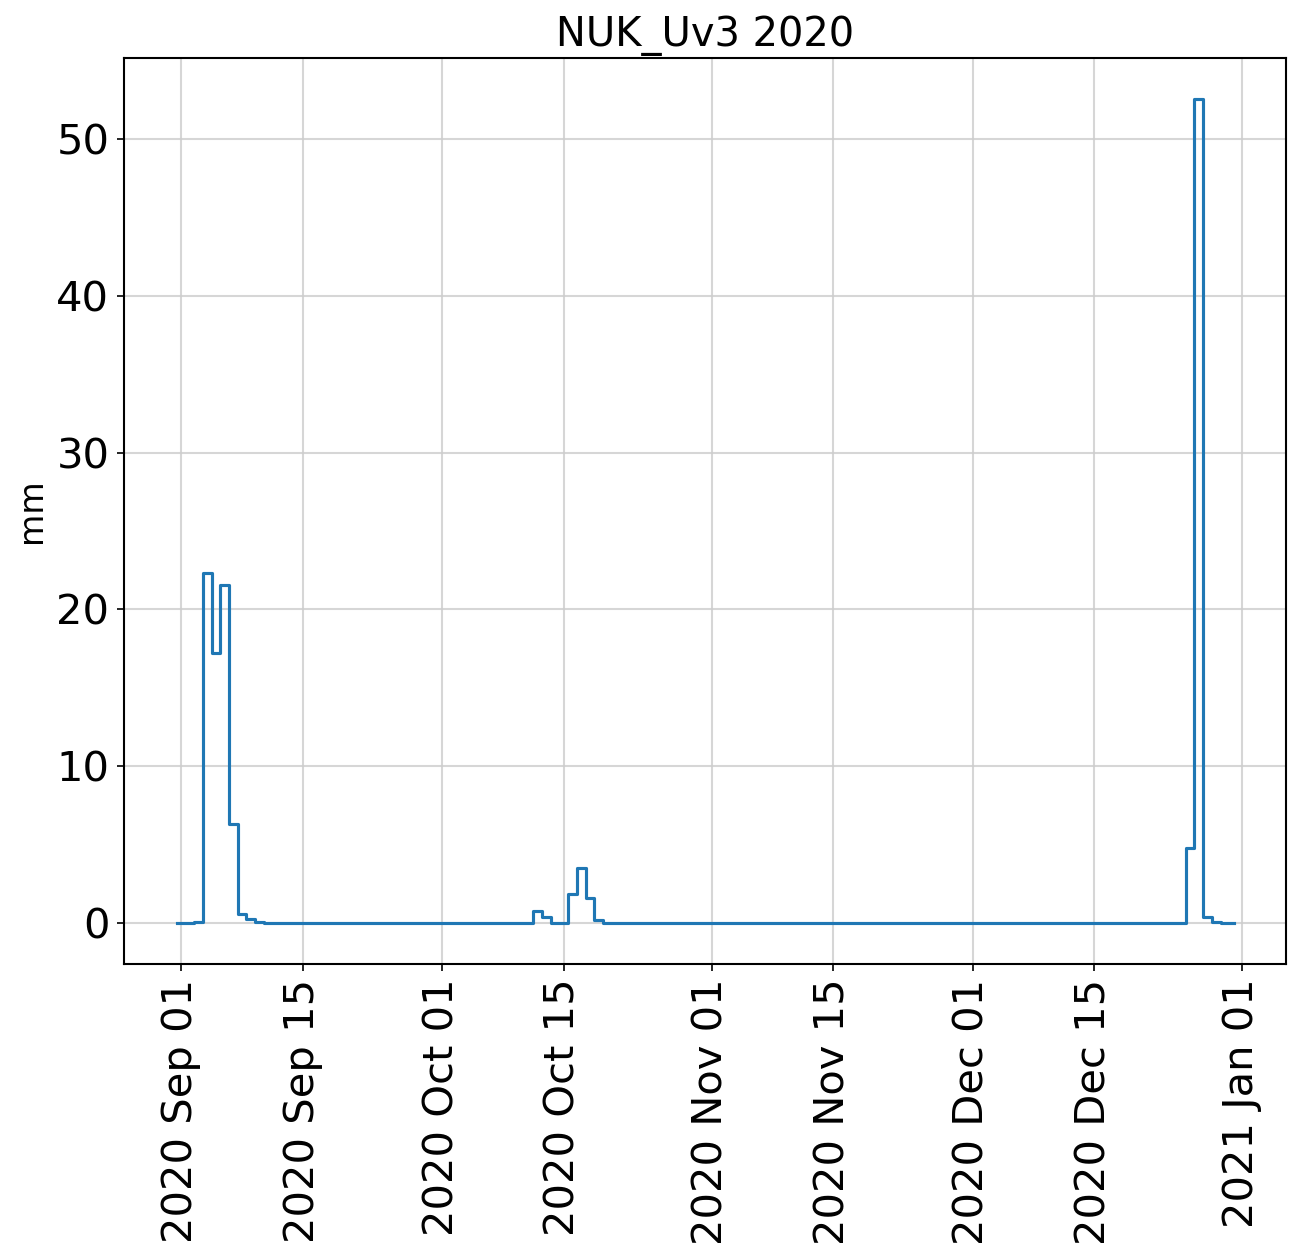 NUK_Uv3 2020
mm
50
40
30
20
10
0
2020 Sep 01
2020 Sep 15
2020 Oct 01
2020 Oct 15
2020 Nov 01
2020 Nov 15
2020 Dec 01
2020 Dec 15
2021 Jan 01